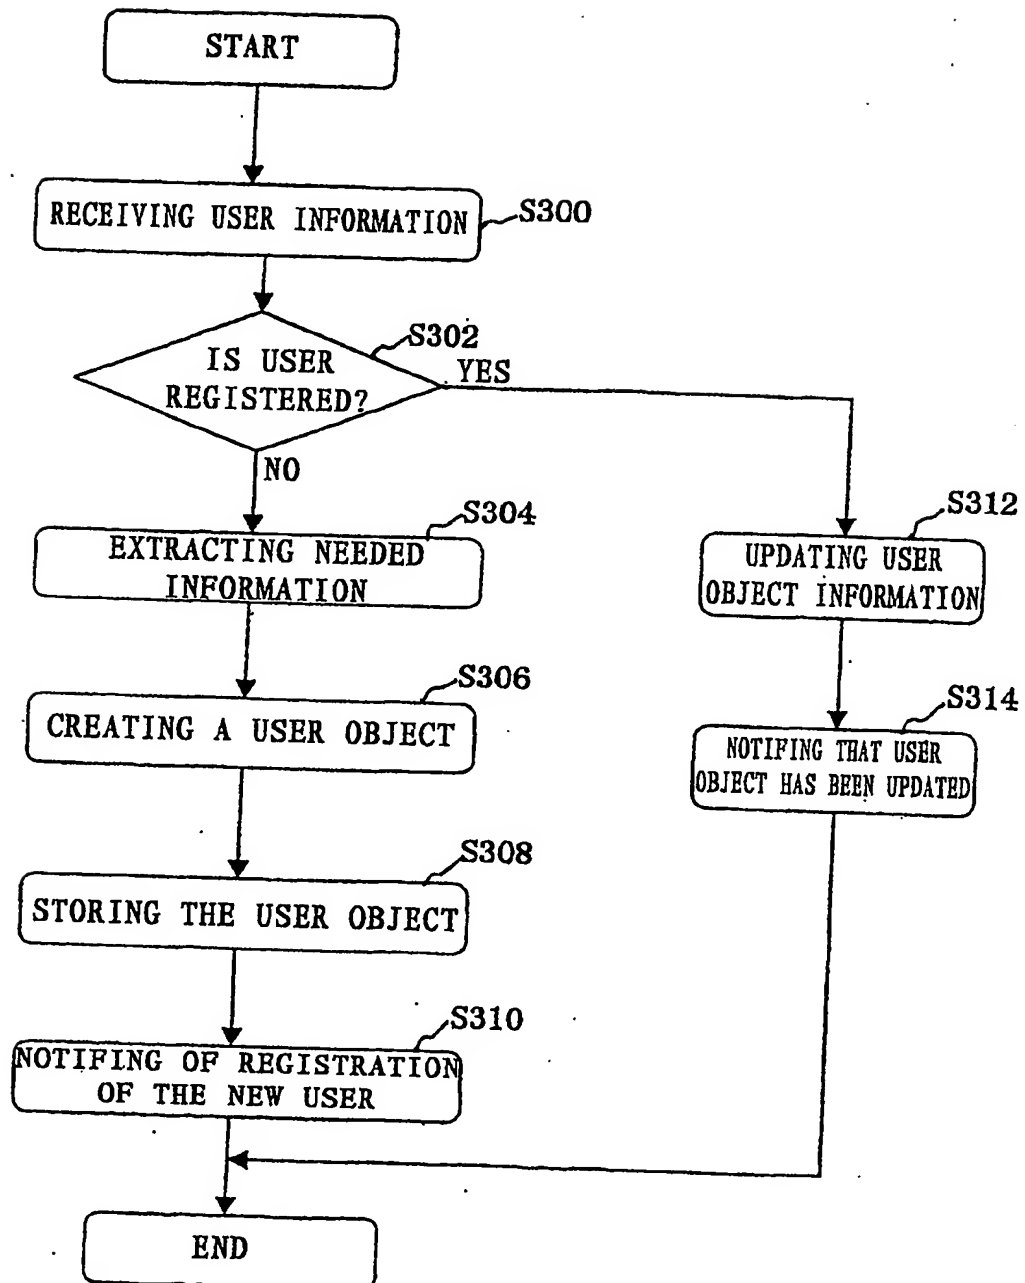 START
RECEIVING USER INFORMATION
S300
S302
IS USER
REGISTERED?
YES
NO
S304
EXTRACTING NEEDED
INFORMATION
S306
CREATING A USER OBJECT
S308
STORING THE USER OBJECT
S310
NOTIFING OF REGISTRATION
OF THE NEW USER
S312
UPDATING USER
OBJECT INFORMATION
S314
NOTIFING THAT USER
OBJECT HAS BEEN UPDATED
END